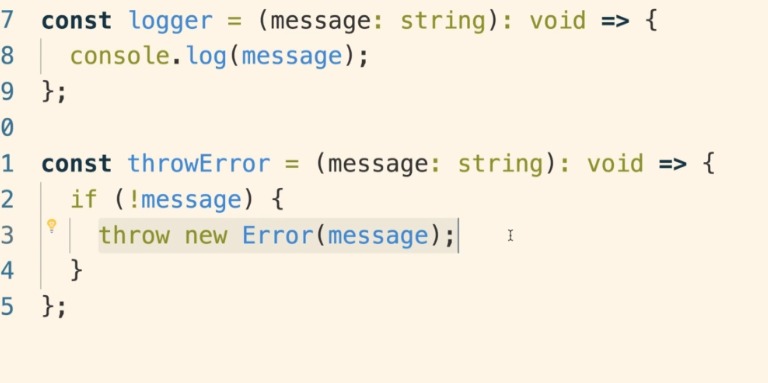 7 const logger = (message: string): void => {
8 console.log(message);
9 };
0
1 const throwError = (message: string): void => {
2 if (!message) {
3 throw new Error(message);
4 }
5 };